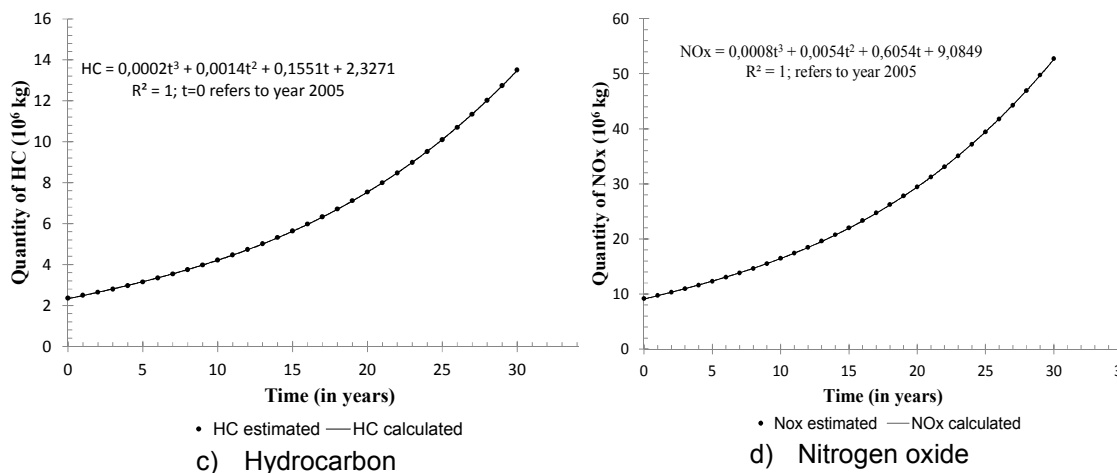 16
14
12
10
8
6
4
2
0
Quantity of HC (10⁶ kg)
HC = 0,0002t³ + 0,0014t² + 0,1551t + 2,3271
R² = 1; t=0 refers to year 2005
0 5 10 15 20 25 30
Time (in years)
● HC estimated — HC calculated
c) Hydrocarbon
60
50
40
30
20
10
0
Quantity of NOx (10⁶ kg)
NOx = 0,0008t³ + 0,0054t² + 0,6054t + 9,0849
R² = 1; refers to year 2005
0 5 10 15 20 25 30
Time (in years)
● Nox estimated — NOx calculated
d) Nitrogen oxide